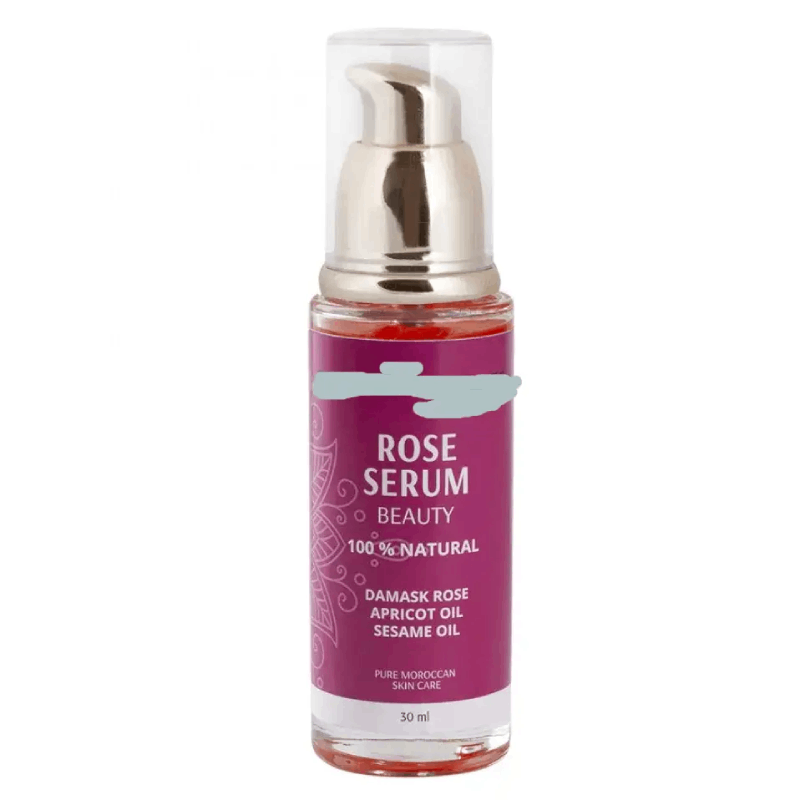 ROSE
SERUM
BEAUTY
100 % NATURAL
DAMASK ROSE
APRICOT OIL
SESAME OIL
PURE MOROCCAN
SKIN CARE
30 ml